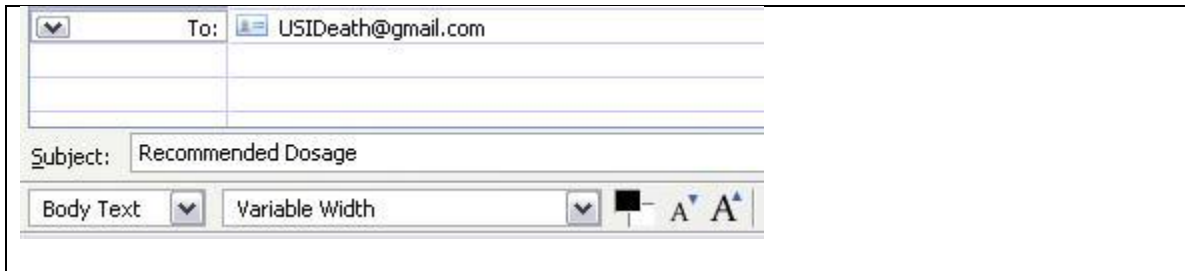 To: USIDeath@gmail.com
Subject: Recommended Dosage
Body Text Variable Width A A